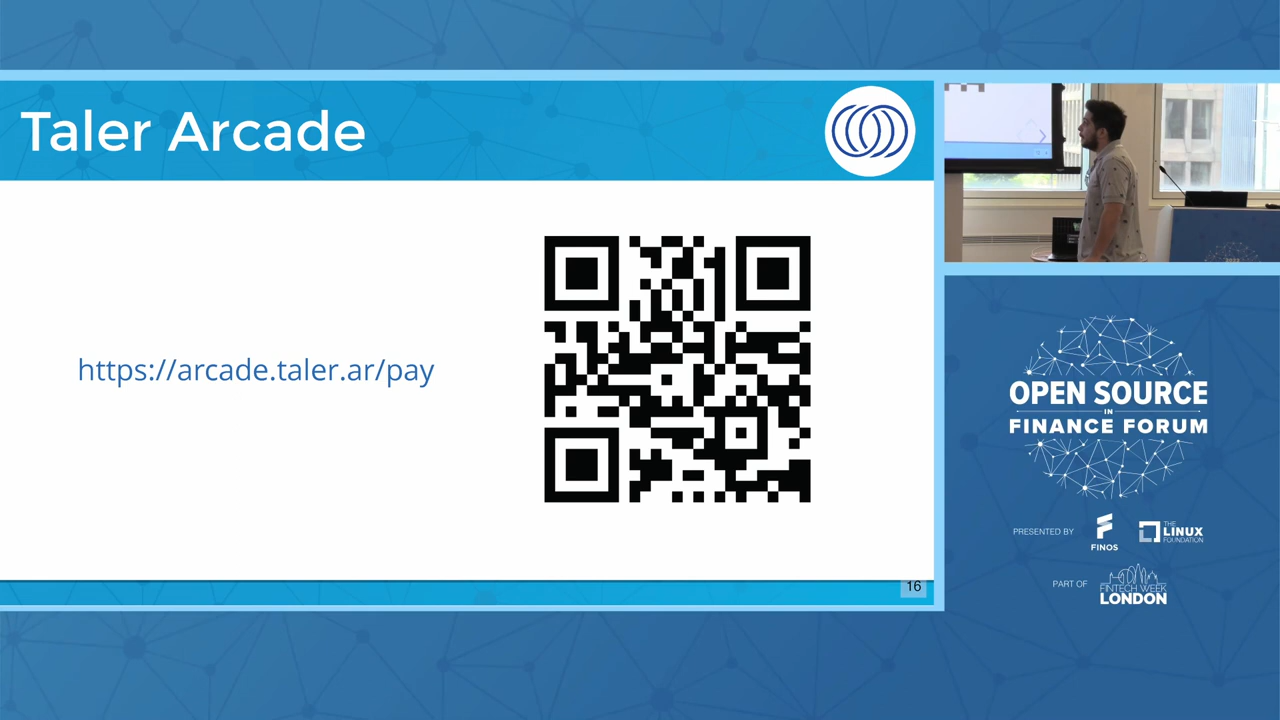 Taler Arcade
https://arcade.taler.ar/pay
16
OPEN SOURCE
IN
FINANCE FORUM
PRESENTED BY
FINOS
THE
LINUX
FOUNDATION
PART OF
FINTECH WEEK
LONDON